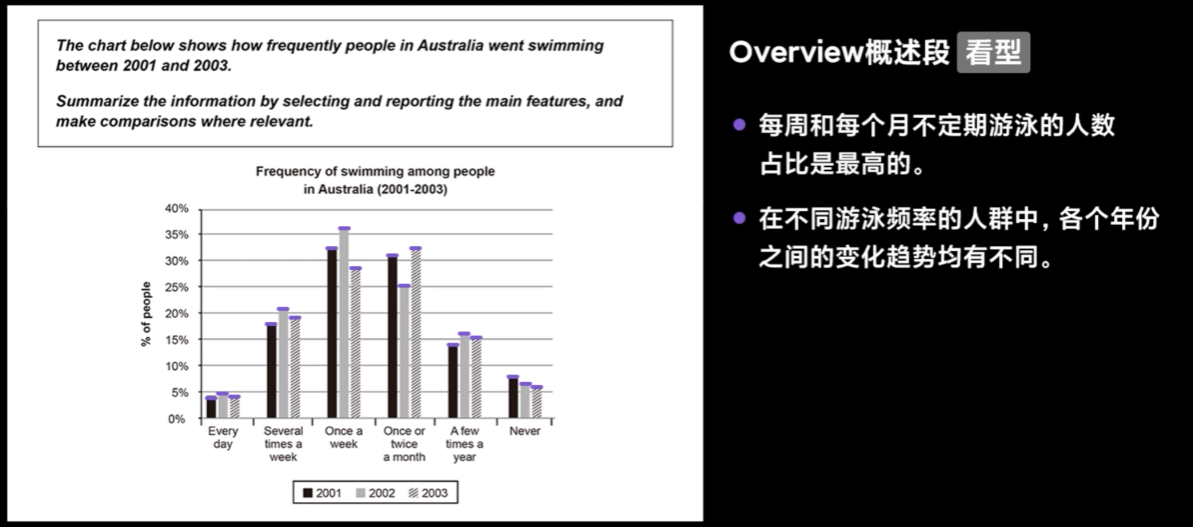 The chart below shows how frequently people in Australia went swimming
between 2001 and 2003.
Summarize the information by selecting and reporting the main features, and
make comparisons where relevant.
Frequency of swimming among people
in Australia (2001-2003)
% of people
40%
35%
30%
25%
20%
15%
10%
5%
0%
Every
day
Several
times a
week
Once a
week
Once or
twice
a month
A few
times a
year
Never
2001 2002 2003
Overview概述段 看型
每周和每个月不定期游泳的人数
占比是最高的。
在不同游泳频率的人群中，各个年份
之间的变化趋势均有不同。